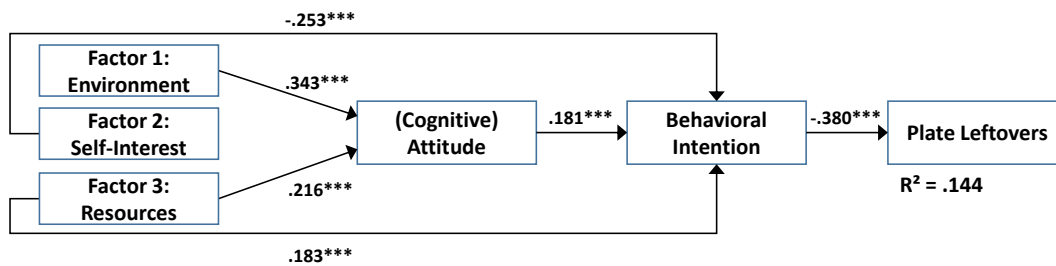 -.253***
Factor 1:
Environment
.343***
Factor 2:
Self-Interest
(Cognitive)
Attitude
.181***
Behavioral
Intention
-.380***
Plate Leftovers
R² = .144
Factor 3:
Resources
.216***
.183***